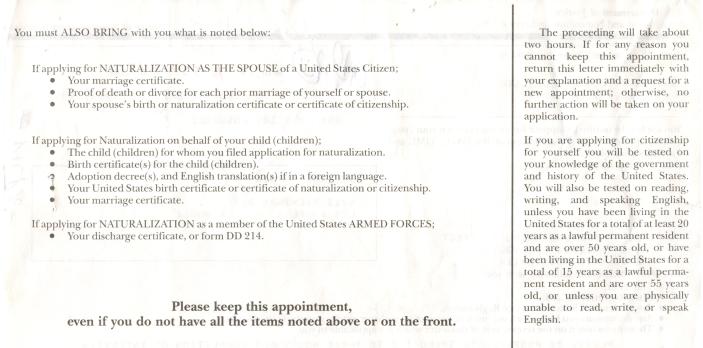 You must ALSO BRING with you what is noted below:
If applying for NATURALIZATION AS THE SPOUSE of a United States Citizen;
● Your marriage certificate.
● Proof of death or divorce for each prior marriage of yourself or spouse.
● Your spouse's birth or naturalization certificate or certificate of citizenship.
If applying for Naturalization on behalf of your child (children);
● The child (children) for whom you filed application for naturalization.
● Birth certificate(s) for the child (children).
● Adoption decree(s), and English translation(s) if in a foreign language.
● Your United States birth certificate or certificate of naturalization or citizenship.
● Your marriage certificate.
If applying for NATURALIZATION as a member of the United States ARMED FORCES;
● Your discharge certificate, or form DD 214.
Please keep this appointment,
even if you do not have all the items noted above or on the front.
The proceeding will take about
two hours. If for any reason you
cannot keep this appointment,
return this letter immediately with
your explanation and a request for a
new appointment; otherwise, no
further action will be taken on your
application.
If you are applying for citizenship
for yourself you will be tested on
your knowledge of the government
and history of the United States.
You will also be tested on reading,
writing, and speaking English,
unless you have been living in the
United States for a total of at least 20
years as a lawful permanent resident
and are over 50 years old, or have
been living in the United States for a
total of 15 years as a lawful perma-
nent resident and are over 55 years
old, or unless you are physically
unable to read, write, or speak
English.